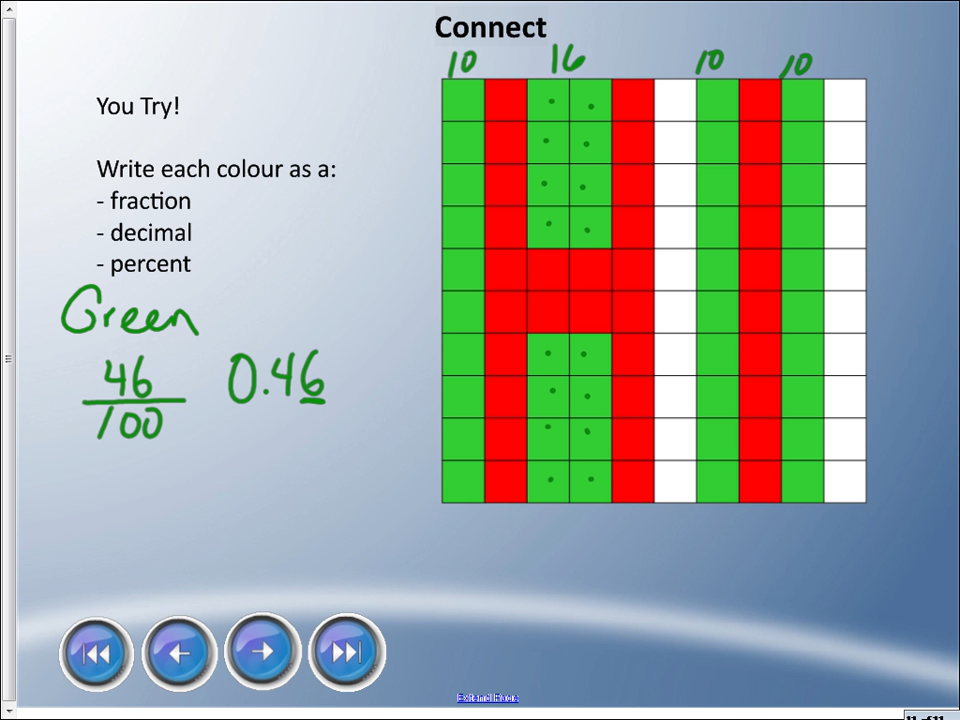 Connect
10 16 10 10
You Try!
Write each colour as a:
- fraction
- decimal
- percent
Green
46
100
0.46
Extend Page